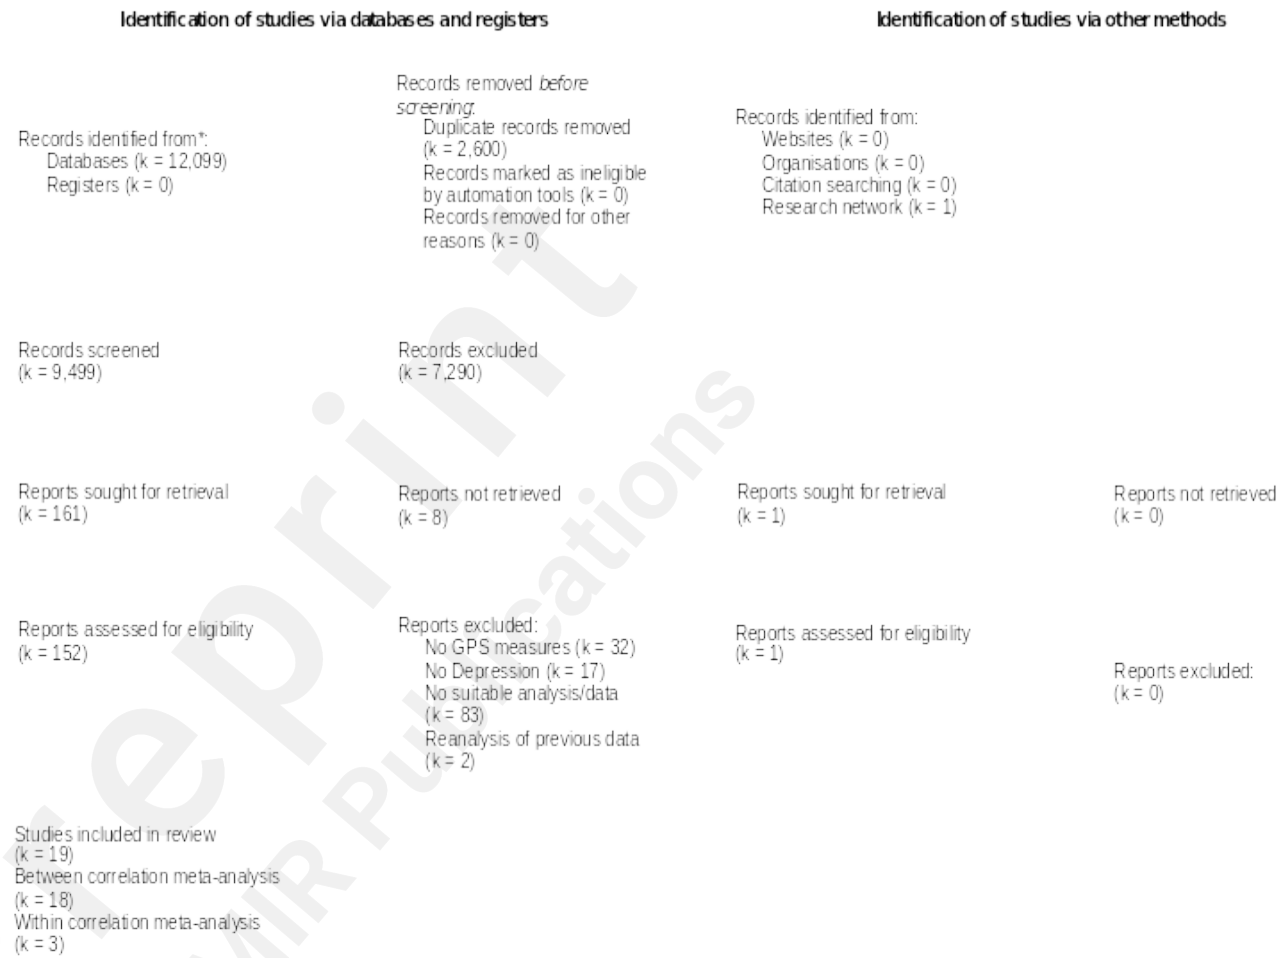 Identification of studies via databases and registers
Identification of studies via other methods
Records identified from*:
Databases (k = 12,099)
Registers (k = 0)
Records removed before
screening:
Duplicate records removed
(k = 2,600)
Records marked as ineligible
by automation tools (k = 0)
Records removed for other
reasons (k = 0)
Records identified from:
Websites (k = 0)
Organisations (k = 0)
Citation searching (k = 0)
Research network (k = 1)
Records screened
(k = 9,499)
Records excluded
(k = 7,290)
Reports sought for retrieval
(k = 161)
Reports not retrieved
(k = 8)
Reports sought for retrieval
(k = 1)
Reports not retrieved
(k = 0)
Reports assessed for eligibility
(k = 152)
Reports excluded:
No GPS measures (k = 32)
No Depression (k = 17)
No suitable analysis/data
(k = 83)
Reanalysis of previous data
(k = 2)
Reports assessed for eligibility
(k = 1)
Reports excluded:
(k = 0)
Studies included in review
(k = 19)
Between correlation meta-analysis
(k = 18)
Within correlation meta-analysis
(k = 3)
reprint
MIR Publications